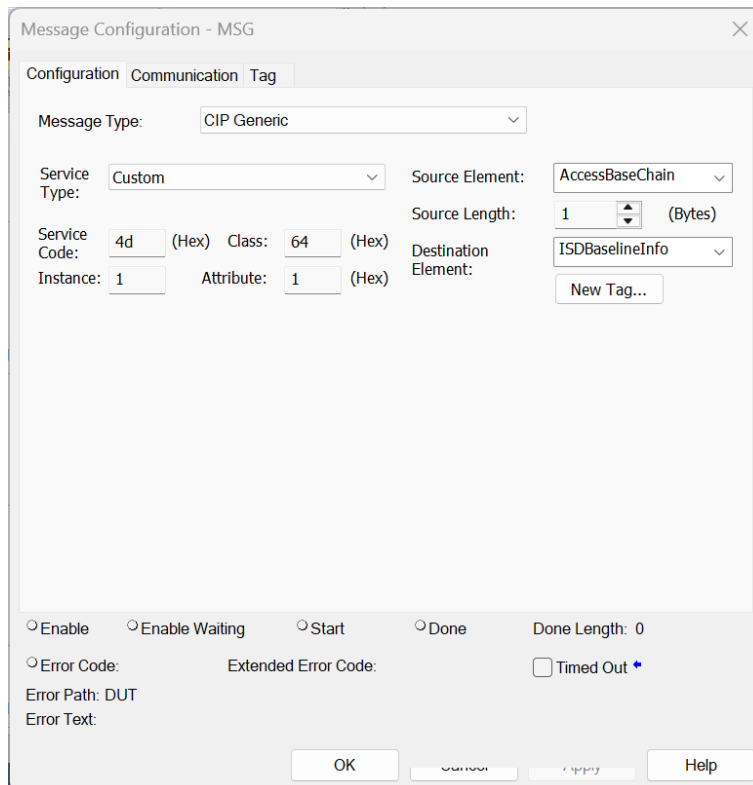 Message Configuration - MSG
Configuration Communication Tag
Message Type: CIP Generic
Service Type: Custom
Source Element: AccessBaseChain
Source Length: 1 (Bytes)
Service Code: 4d (Hex) Class: 64 (Hex)
Destination Element: ISDBaselineInfo
Instance: 1 Attribute: 1 (Hex)
New Tag...
Enable Enable Waiting Start Done Done Length: 0
Error Code: Extended Error Code: Timed Out
Error Path: DUT
Error Text:
OK Cancel Apply Help